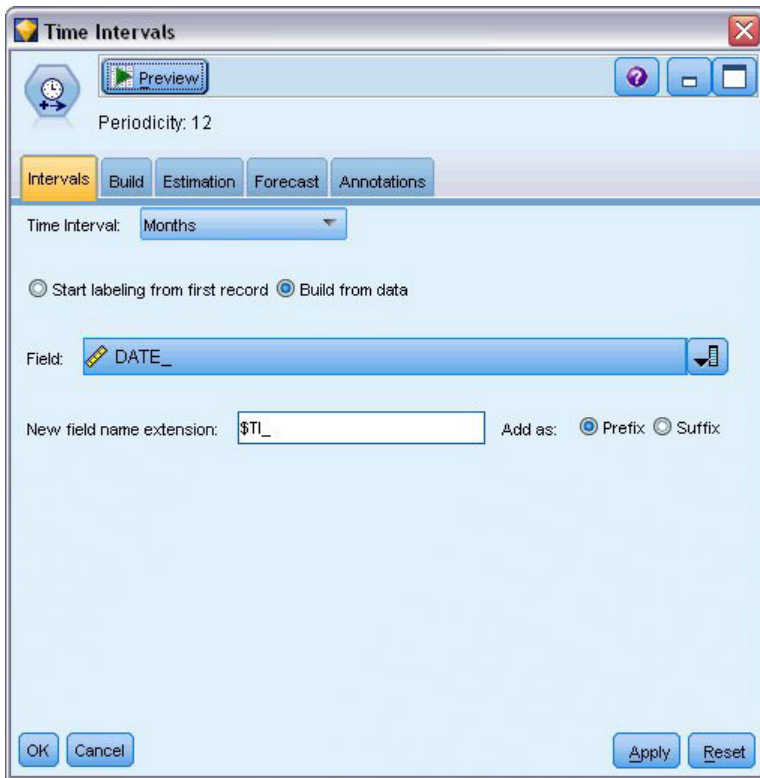 Time Intervals
Preview
Periodicity: 12
Intervals Build Estimation Forecast Annotations
Time Interval: Months
Start labeling from first record Build from data
Field: DATE_
New field name extension: $TI_ Add as: Prefix Suffix
OK Cancel Apply Reset